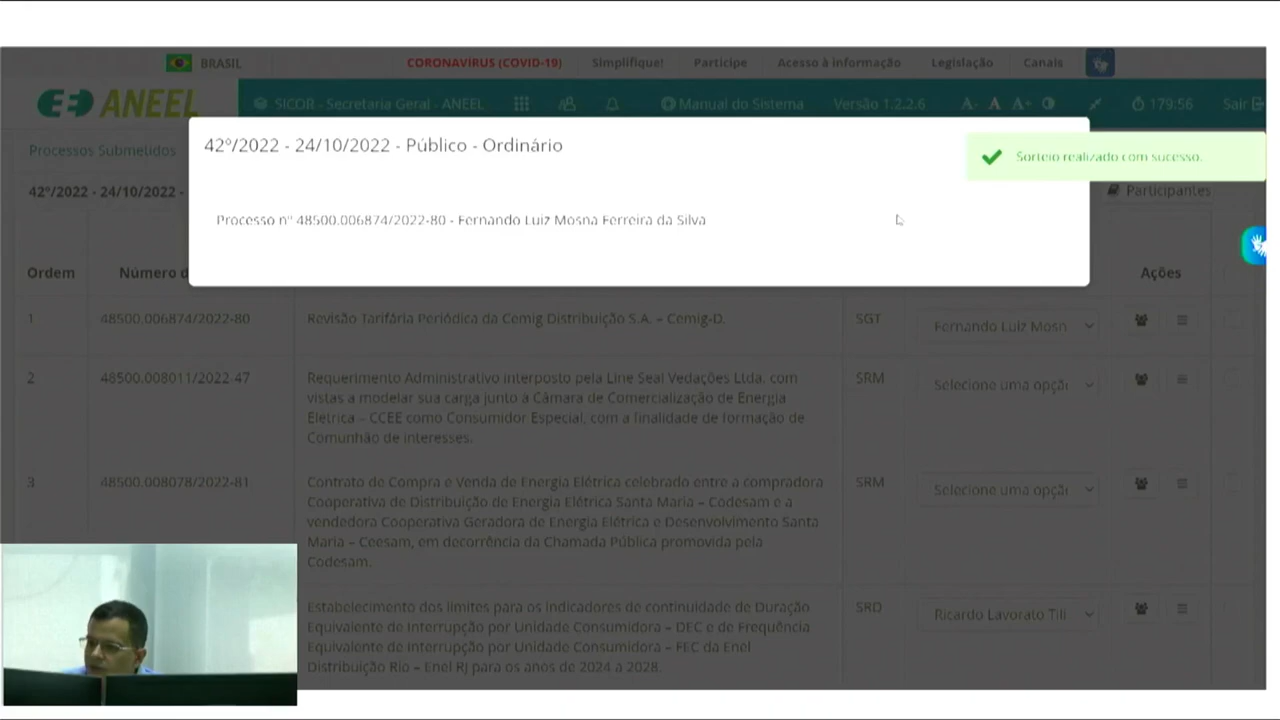 BRASIL CORONAVÍRUS (COVID-19) Simplifique! Participe Acesso à informação Legislação Canais
ANEEL SICOR - Secretaria Geral - ANEEL Manual do Sistema Versão 1.2.2.6 A- A A+ 179:56 Sair
42º/2022 - 24/10/2022 - Público - Ordinário
Sorteio realizado com sucesso.
Processo nº 48500.006874/2022-80 - Fernando Luiz Mosna Ferreira da Silva
Processos Submetidos
42º/2022 - 24/10/2022 - Participantes
Ordem Número d Ações
1 48500.006874/2022-80 Revisão Tarifária Periódica da Cemig Distribuição S.A. – Cemig-D. SGT Fernando Luiz Mosn
2 48500.008011/2022-47 Requerimento Administrativo interposto pela Line Seal Vedações Ltda. com SRM Selecione uma opçã
vistas a modelar sua carga junto à Câmara de Comercialização de Energia
Elétrica – CCEE como Consumidor Especial, com a finalidade de formação de
Comunhão de interesses.
3 48500.008078/2022-81 Contrato de Compra e Venda de Energia Elétrica celebrado entre a compradora SRM Selecione uma opçã
Cooperativa de Distribuição de Energia Elétrica Santa Maria – Codesam e a
vendedora Cooperativa Geradora de Energia Elétrica e Desenvolvimento Santa
Maria – Ceesam, em decorrência da Chamada Pública promovida pela
Codesam.
Estabelecimento dos limites para os indicadores de continuidade de Duração SRD Ricardo Lavorato Tili
Equivalente de Interrupção por Unidade Consumidora – DEC e de Frequência
Equivalente de Interrupção por Unidade Consumidora – FEC da Enel
Distribuição Rio – Enel RJ para os anos de 2024 a 2028.